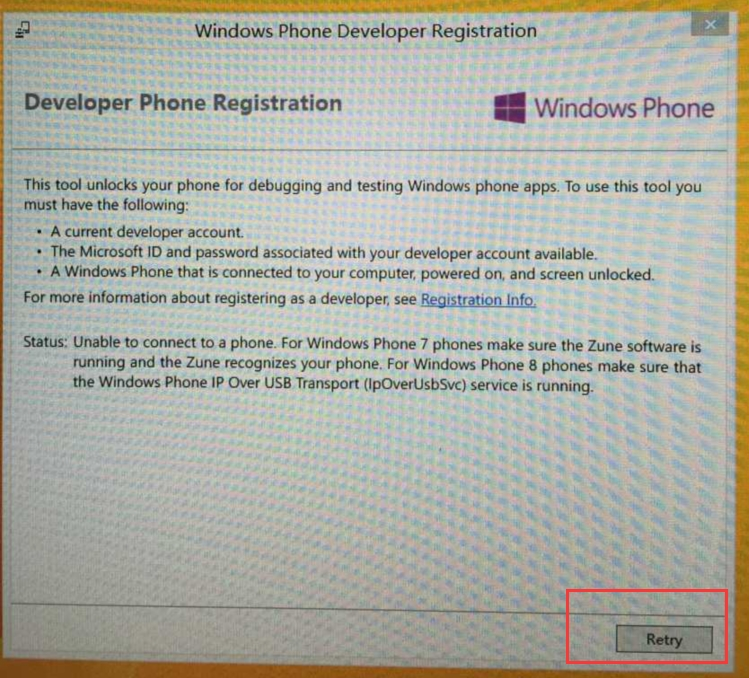 Windows Phone Developer Registration
Developer Phone Registration
Windows Phone
This tool unlocks your phone for debugging and testing Windows phone apps. To use this tool you
must have the following:
• A current developer account.
• The Microsoft ID and password associated with your developer account available.
• A Windows Phone that is connected to your computer, powered on, and screen unlocked.
For more information about registering as a developer, see Registration Info.
Status: Unable to connect to a phone. For Windows Phone 7 phones make sure the Zune software is
running and the Zune recognizes your phone. For Windows Phone 8 phones make sure that
the Windows Phone IP Over USB Transport (IpOverUsbSvc) service is running.
Retry